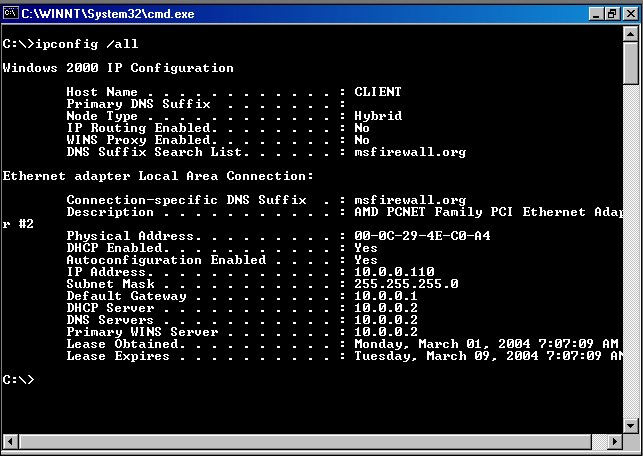 C:\WINNT\System32\cmd.exe
C:\>ipconfig /all
Windows 2000 IP Configuration
Host Name . . . . . . . . . . . . : CLIENT
Primary DNS Suffix . . . . . . . :
Node Type . . . . . . . . . . . . : Hybrid
IP Routing Enabled. . . . . . . . : No
WINS Proxy Enabled. . . . . . . . : No
DNS Suffix Search List. . . . . . : msfirewall.org
Ethernet adapter Local Area Connection:
Connection-specific DNS Suffix . : msfirewall.org
Description . . . . . . . . . . . : AMD PCNET Family PCI Ethernet Adap
r #2
Physical Address. . . . . . . . . : 00-0C-29-4E-C0-A4
DHCP Enabled. . . . . . . . . . . : Yes
Autoconfiguration Enabled . . . . : Yes
IP Address. . . . . . . . . . . . : 10.0.0.110
Subnet Mask . . . . . . . . . . . : 255.255.255.0
Default Gateway . . . . . . . . . : 10.0.0.1
DHCP Server . . . . . . . . . . . : 10.0.0.2
DNS Servers . . . . . . . . . . . : 10.0.0.2
Primary WINS Server . . . . . . . : 10.0.0.2
Lease Obtained. . . . . . . . . . : Monday, March 01, 2004 7:07:09 AM
Lease Expires . . . . . . . . . . : Tuesday, March 09, 2004 7:07:09 AM
C:\>